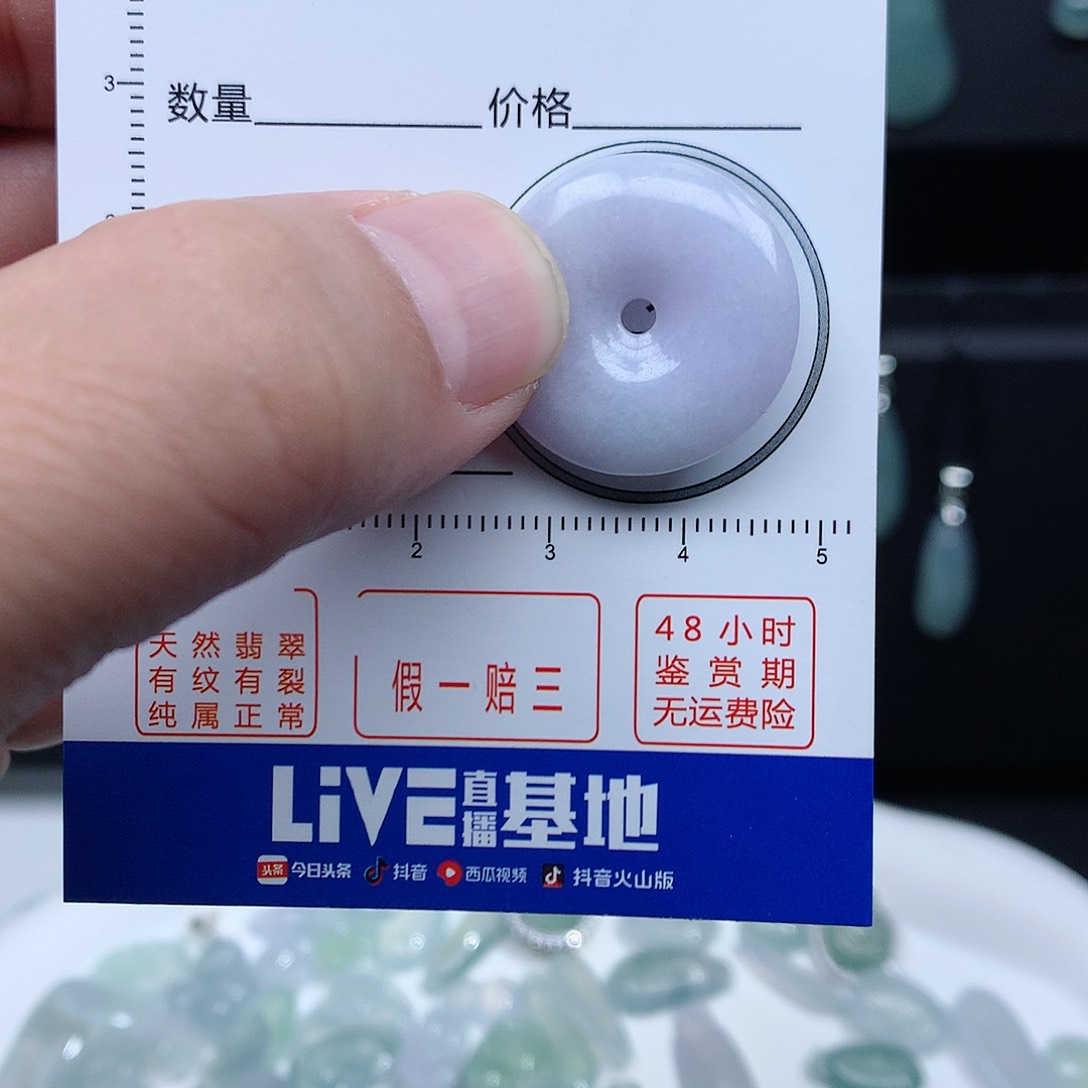 3
数量 价格
2 3 4 5
天然翡翠
有纹有裂
纯属正常
假一赔三
48小时
鉴赏期
无运费险
LiVE直播基地
头条 今日头条 抖音 西瓜视频 抖音火山版